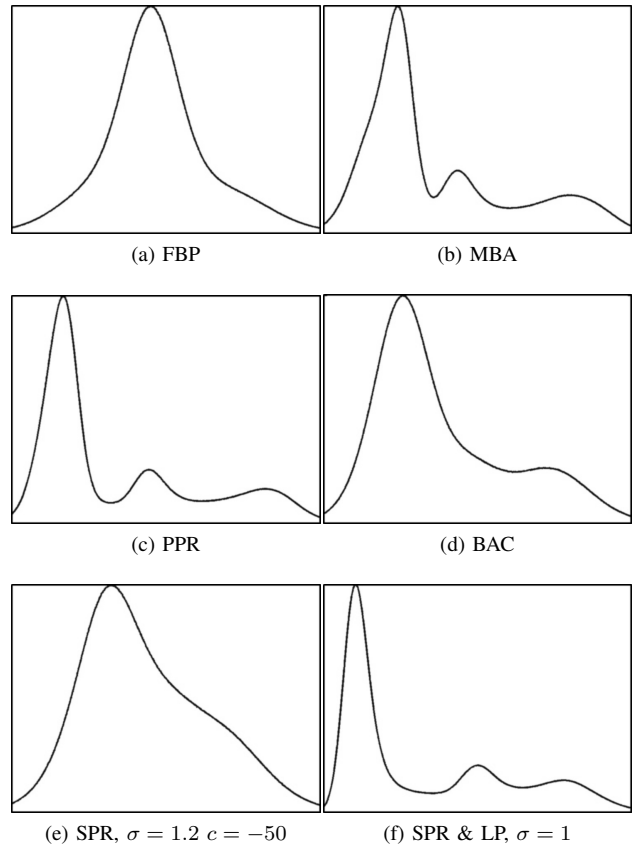 (a) FBP
(b) MBA
(c) PPR
(d) BAC
(e) SPR, σ = 1.2 c = −50
(f) SPR & LP, σ = 1